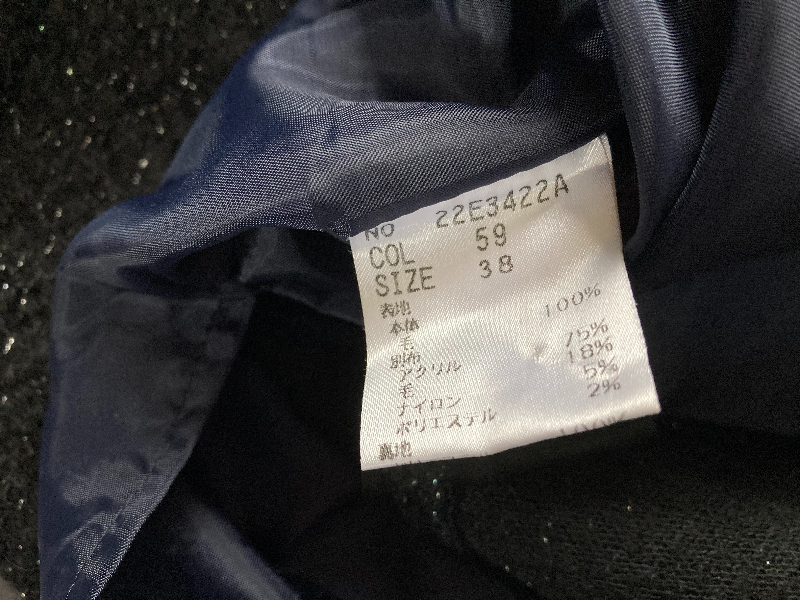 No 22E3422A
COL 59
SIZE 38
表地
本体
毛 100%
別布
アクリル 75%
毛 18%
ナイロン 5%
ポリエステル 2%
裏地
100%